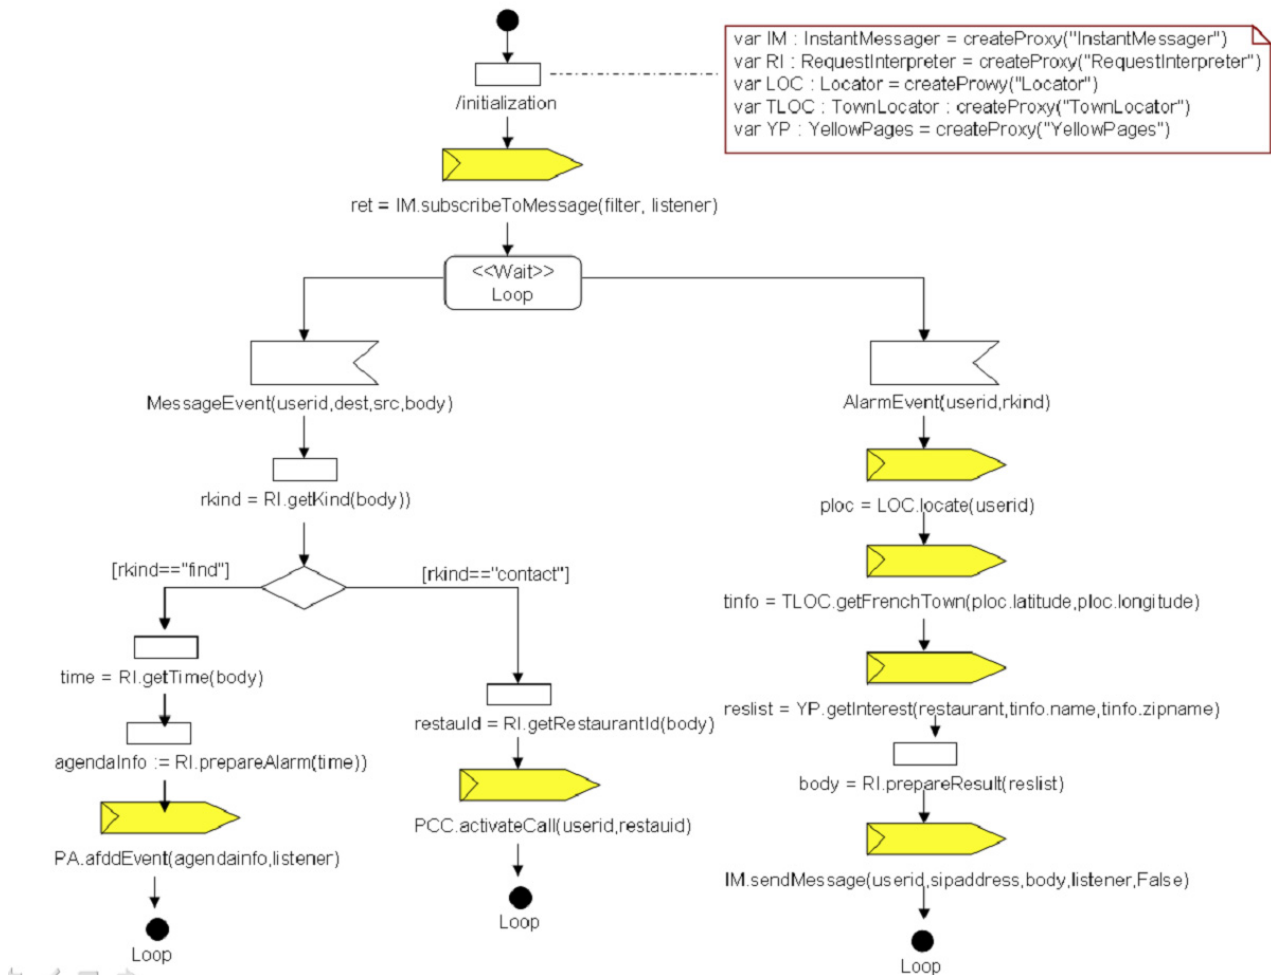 var IM : InstantMessager = createProxy("InstantMessager")
var RI : RequestInterpreter = createProxy("RequestInterpreter")
var LOC : Locator = createProwy("Locator")
var TLOC : TownLocator : createProxy("TownLocator")
var YP : YellowPages = createProxy("YellowPages")
/initialization
ret = IM.subscribeToMessage(filter, listener)
<<Wait>>
Loop
MessageEvent(userid,dest,src,body)
rkind = RI.getKind(body))
[rkind=="find"]
[rkind=="contact"]
time = RI.getTime(body)
agendaInfo := RI.prepareAlarm(time))
PA.afddEvent(agendainfo,listener)
Loop
restauId = RI.getRestaurantId(body)
PCC.activateCall(userid,restauid)
Loop
AlarmEvent(userid,rkind)
ploc = LOC.locate(userid)
tinfo = TLOC.getFrenchTown(ploc.latitude,ploc.longitude)
reslist = YP.getInterest(restaurant,tinfo.name,tinfo.zipname)
body = RI.prepareResult(reslist)
IM.sendMessage(userid,sipaddress,body,listener,False)
Loop